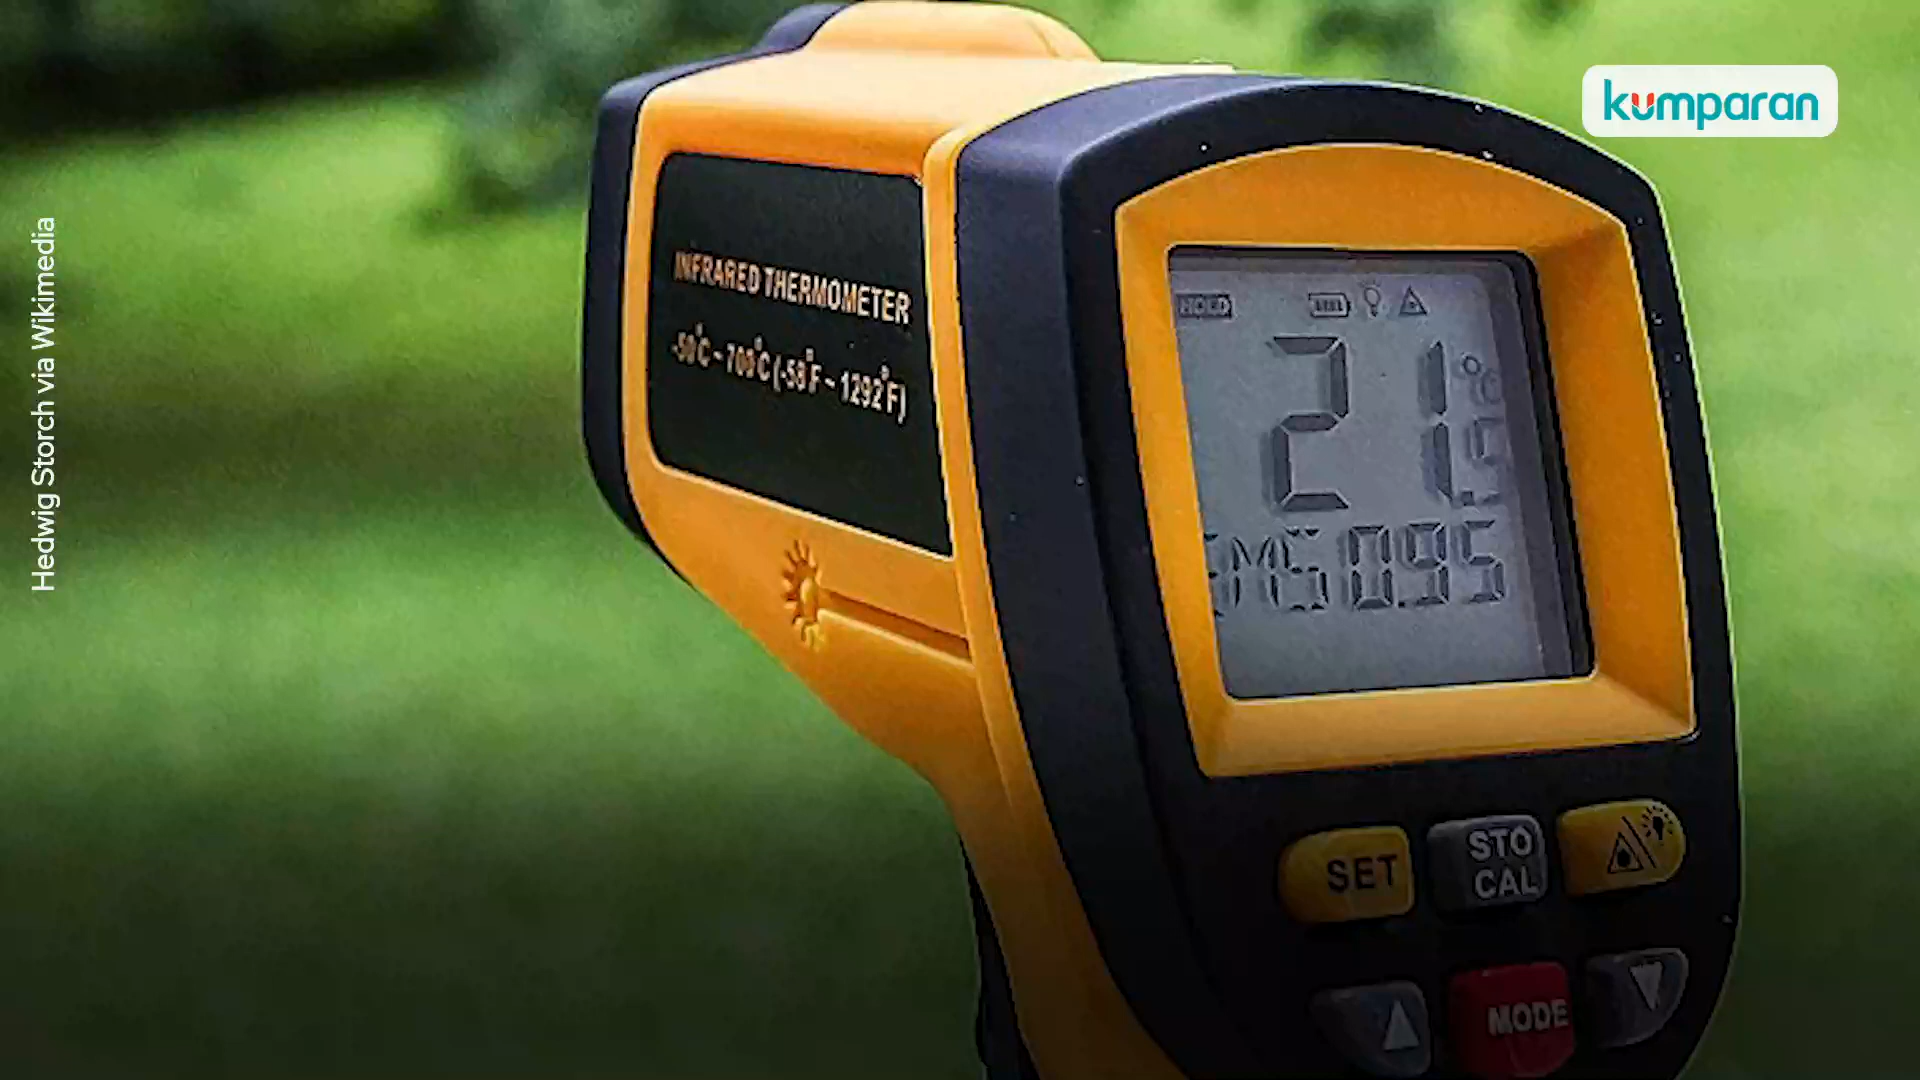 kumparan
Hedwig Storch via Wikimedia
INFRARED THERMOMETER
-50°C ~ 700°C (-58°F ~ 1292°F)
HOLD
21
°C
EMS 0.95
SET
STO
CAL
MODE